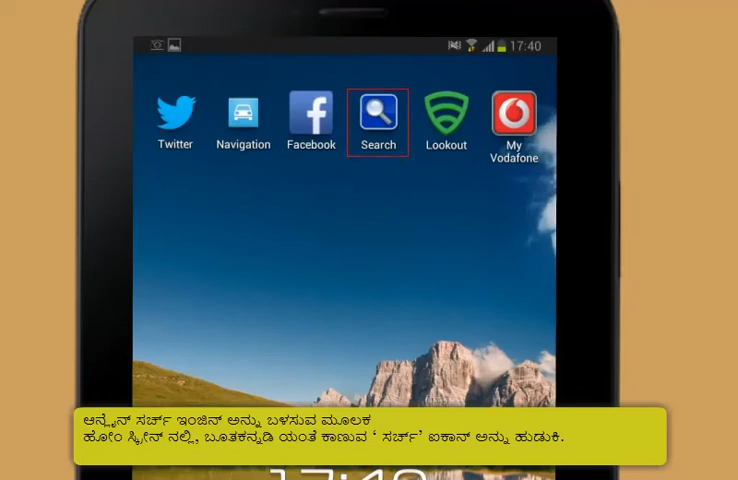 17:40
Twitter
Navigation
Facebook
Search
Lookout
My
Vodafone
ಆನ್ಲೈನ್ ಸರ್ಚ್ ಇಂಜಿನ್ ಅನ್ನು ಬಳಸುವ ಮೂಲಕ
ಹೋಂ ಸ್ಕ್ರೀನ್ ನಲ್ಲಿ, ಬೂತಕನ್ನಡಿ ಯಂತೆ ಕಾಣುವ ‘ ಸರ್ಚ್’ ಐಕಾನ್ ಅನ್ನು ಹುಡುಕಿ.